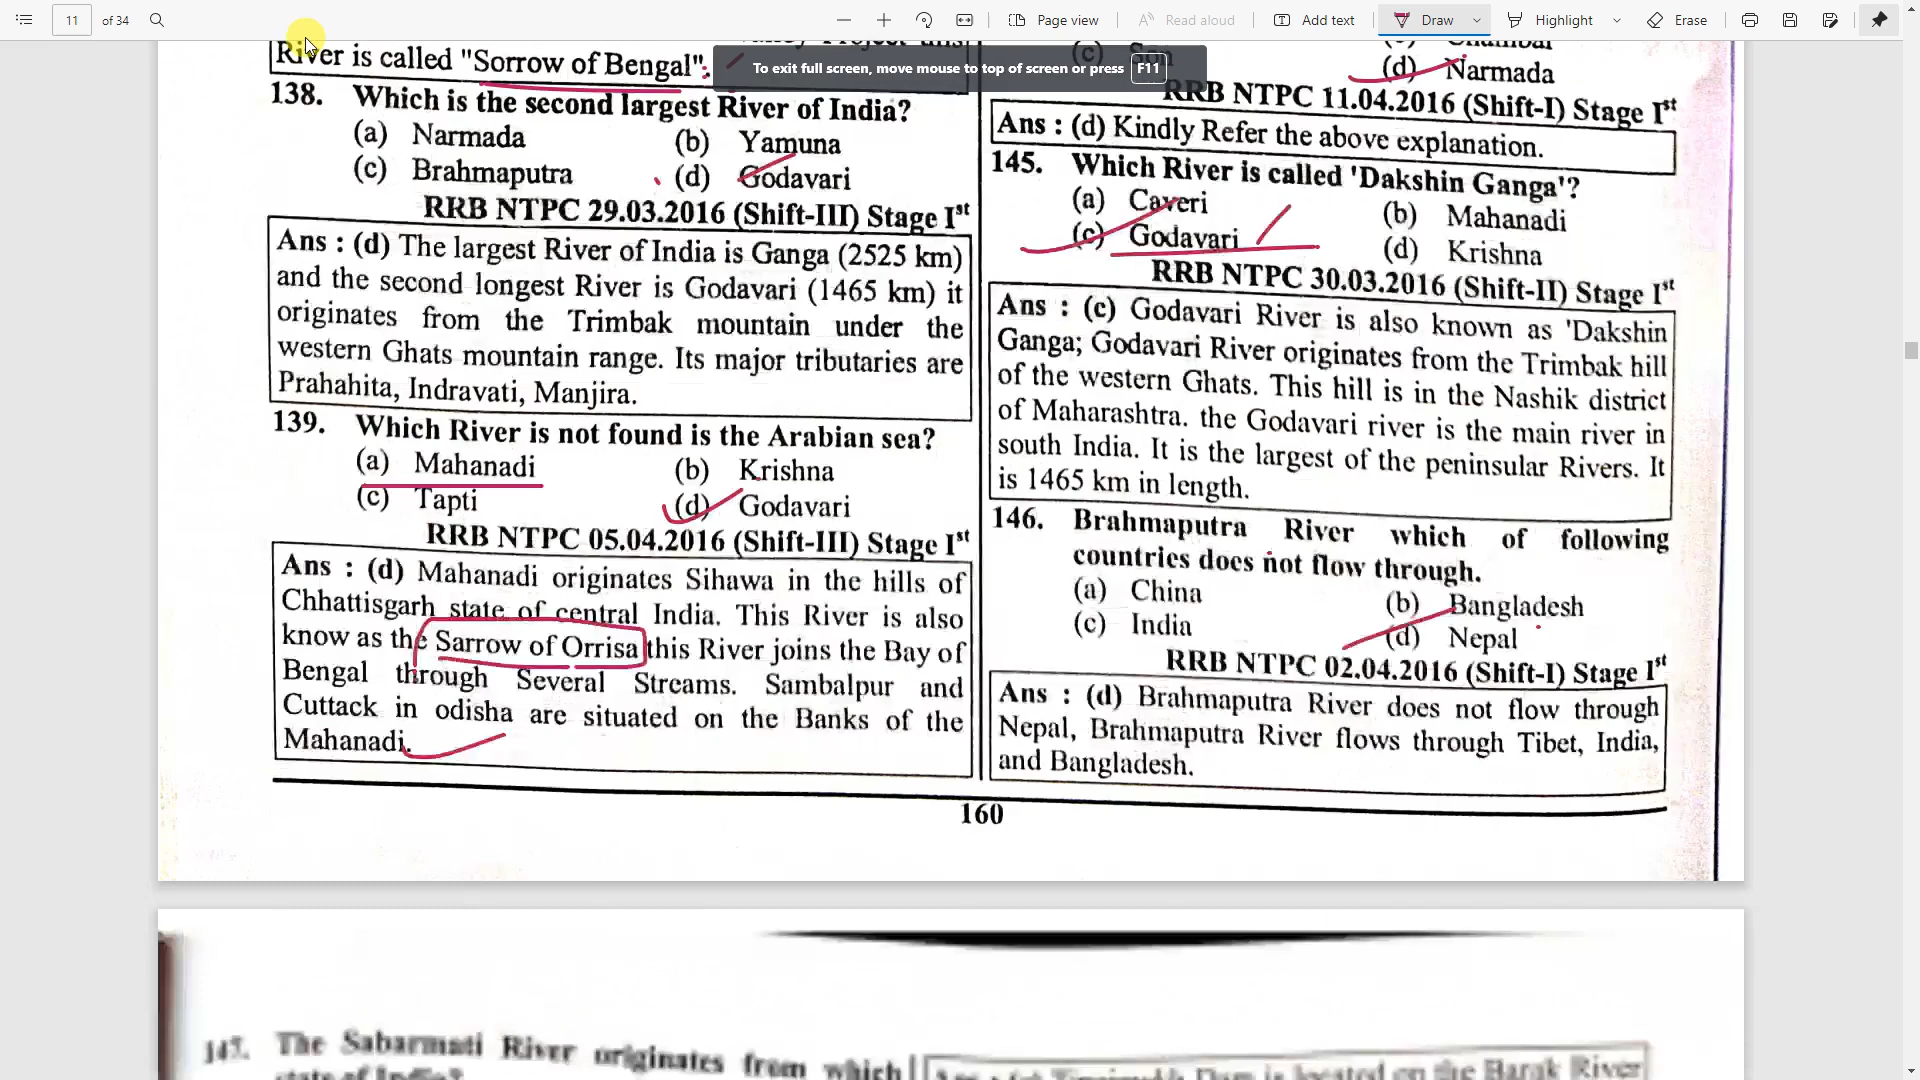 11 of 34 Page view Read aloud Add text Draw Highlight Erase
To exit full screen, move mouse to top of screen or press F11
River is called "Sorrow of Bengal".
138. Which is the second largest River of India?
(a) Narmada (b) Yamuna
(c) Brahmaputra (d) Godavari
RRB NTPC 29.03.2016 (Shift-III) Stage Ist
Ans : (d) The largest River of India is Ganga (2525 km)
and the second longest River is Godavari (1465 km) it
originates from the Trimbak mountain under the
western Ghats mountain range. Its major tributaries are
Prahahita, Indravati, Manjira.
139. Which River is not found is the Arabian sea?
(a) Mahanadi (b) Krishna
(c) Tapti (d) Godavari
RRB NTPC 05.04.2016 (Shift-III) Stage Ist
Ans : (d) Mahanadi originates Sihawa in the hills of
Chhattisgarh state of central India. This River is also
know as the Sarrow of Orrisa this River joins the Bay of
Bengal through Several Streams. Sambalpur and
Cuttack in odisha are situated on the Banks of the
Mahanadi.
(c) Son
(d) Narmada
RRB NTPC 11.04.2016 (Shift-I) Stage Ist
Ans : (d) Kindly Refer the above explanation.
145. Which River is called 'Dakshin Ganga'?
(a) Caveri (b) Mahanadi
(c) Godavari (d) Krishna
RRB NTPC 30.03.2016 (Shift-II) Stage Ist
Ans : (c) Godavari River is also known as 'Dakshin
Ganga; Godavari River originates from the Trimbak hill
of the western Ghats. This hill is in the Nashik district
of Maharashtra. the Godavari river is the main river in
south India. It is the largest of the peninsular Rivers. It
is 1465 km in length.
146. Brahmaputra River which of following
countries does not flow through.
(a) China (b) Bangladesh
(c) India (d) Nepal
RRB NTPC 02.04.2016 (Shift-I) Stage Ist
Ans : (d) Brahmaputra River does not flow through
Nepal, Brahmaputra River flows through Tibet, India,
and Bangladesh.
160
147. The Sabarmati River originates from which
state of India?
Dam is located on the Barak River